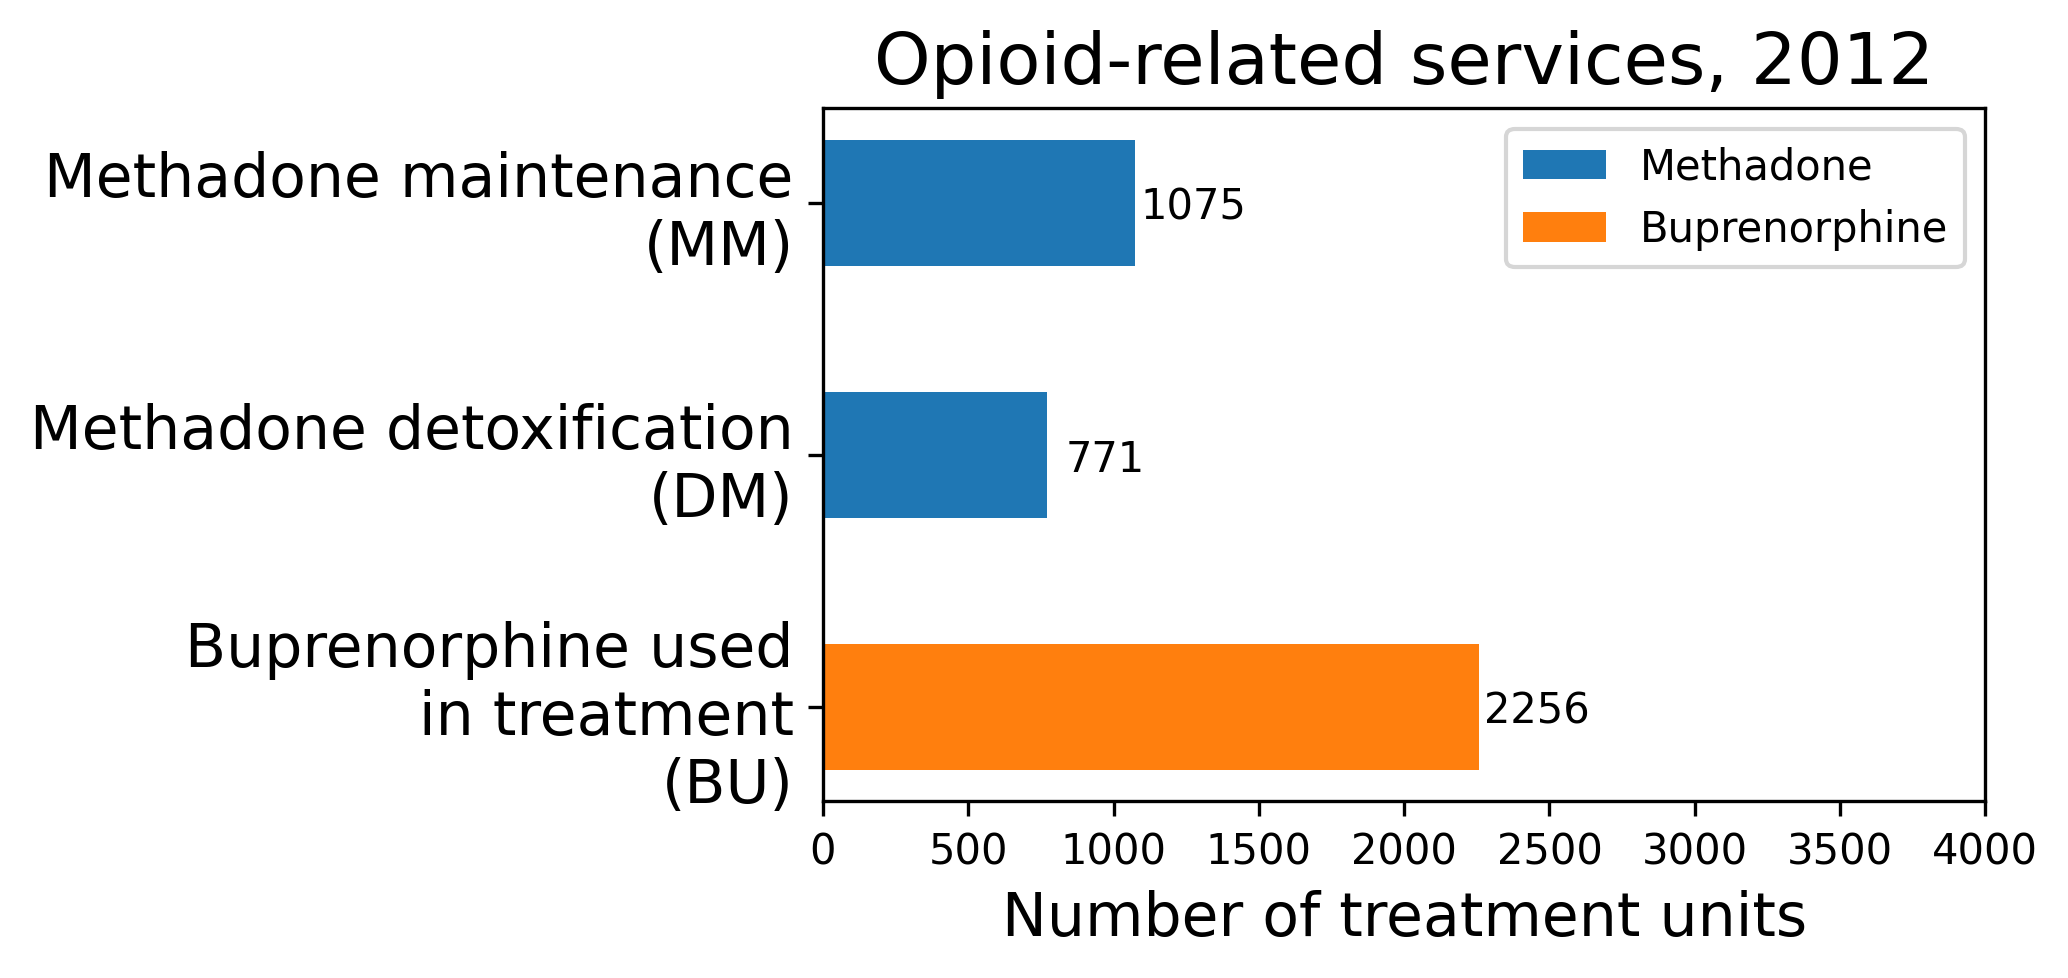 Opioid-related services, 2012
Methadone maintenance
(MM)
1075
Methadone
Buprenorphine
Methadone detoxification
(DM)
771
Buprenorphine used
in treatment
(BU)
2256
0 500 1000 1500 2000 2500 3000 3500 4000
Number of treatment units